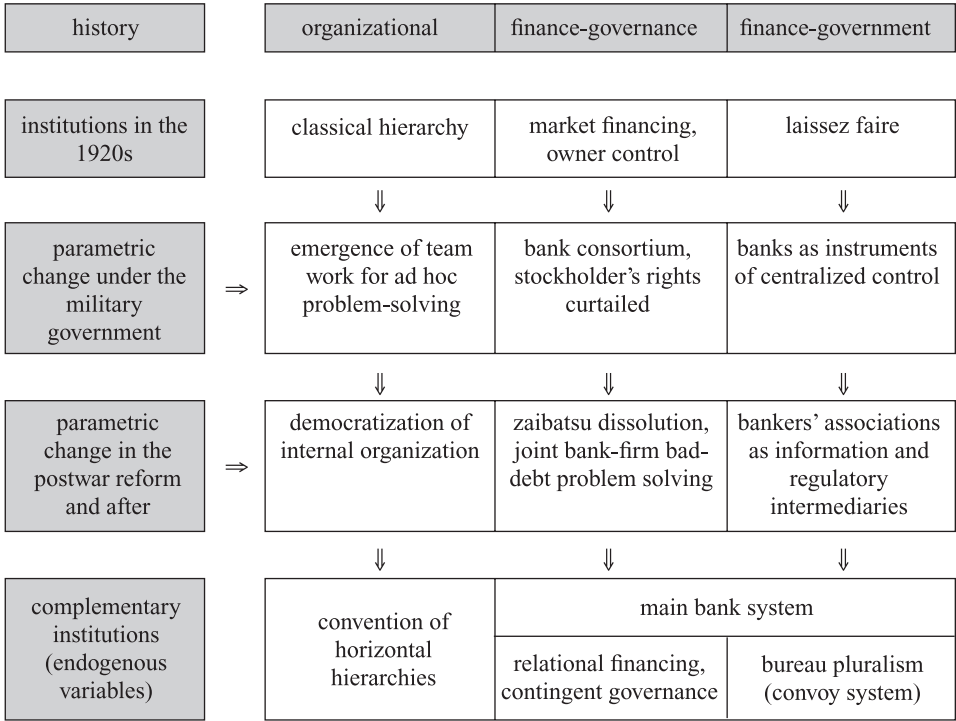 history
organizational
finance-governance
finance-government
institutions in the
1920s
classical hierarchy
market financing,
owner control
laissez faire
⇓ ⇓ ⇓
parametric
change under the
military
government
⇒
emergence of team
work for ad hoc
problem-solving
bank consortium,
stockholder’s rights
curtailed
banks as instruments
of centralized control
⇓ ⇓ ⇓
parametric
change in the
postwar reform
and after
⇒
democratization of
internal organization
zaibatsu dissolution,
joint bank-firm bad-
debt problem solving
bankers’ associations
as information and
regulatory
intermediaries
⇓ ⇓ ⇓
complementary
institutions
(endogenous
variables)
convention of
horizontal
hierarchies
main bank system
relational financing,
contingent governance
bureau pluralism
(convoy system)